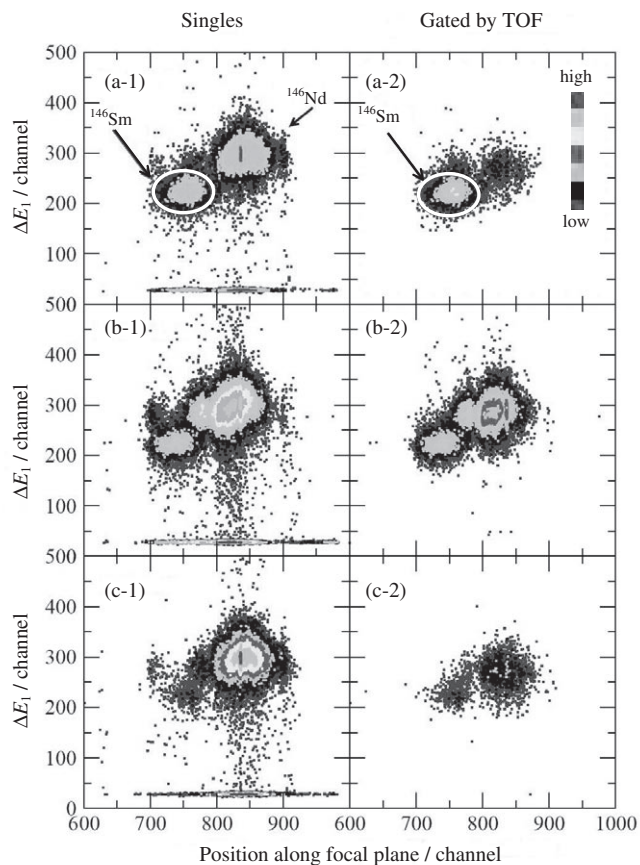 Singles
Gated by TOF
500
(a-1)
(a-2)
high
146Nd
400
146Sm
146Sm
300
ΔE1 / channel
200
low
100
500
(b-1)
(b-2)
400
300
ΔE1 / channel
200
100
500
(c-1)
(c-2)
400
300
ΔE1 / channel
200
100
0
600 700 800 900 600 700 800 900 1000
Position along focal plane / channel